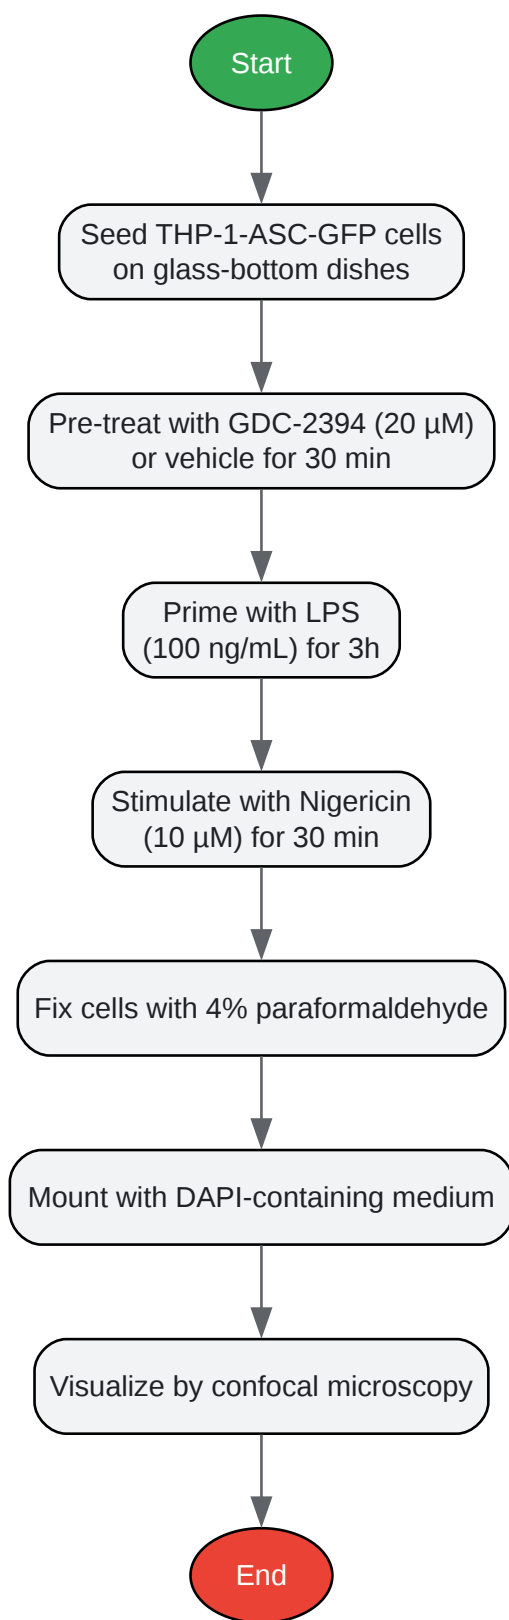 Start
Seed THP-1-ASC-GFP cells
on glass-bottom dishes
Pre-treat with GDC-2394 (20 µM)
or vehicle for 30 min
Prime with LPS
(100 ng/mL) for 3h
Stimulate with Nigericin
(10 µM) for 30 min
Fix cells with 4% paraformaldehyde
Mount with DAPI-containing medium
Visualize by confocal microscopy
End